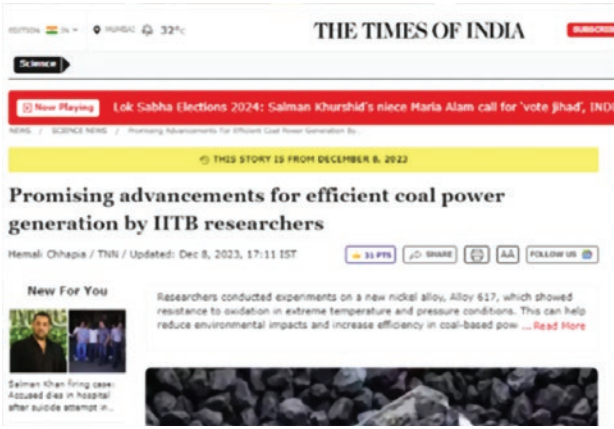 EDITION IN
MUMBAI 32°C
THE TIMES OF INDIA
SUBSCRIBE
Science
Now Playing Lok Sabha Elections 2024: Salman Khurshid's niece Maria Alam call for 'vote jihad', IND
NEWS / SCIENCE NEWS / Promising Advancements For Efficient Coal Power Generation By...
THIS STORY IS FROM DECEMBER 8, 2023
Promising advancements for efficient coal power
generation by IITB researchers
Hemali Chhapia / TNN / Updated: Dec 8, 2023, 17:11 IST
31 PTS SHARE AA FOLLOW US
New For You
Researchers conducted experiments on a new nickel alloy, Alloy 617, which showed
resistance to oxidation in extreme temperature and pressure conditions. This can help
reduce environmental impacts and increase efficiency in coal-based pow ... Read More
Salman Khan firing case:
Accused dies in hospital
after suicide attempt in...